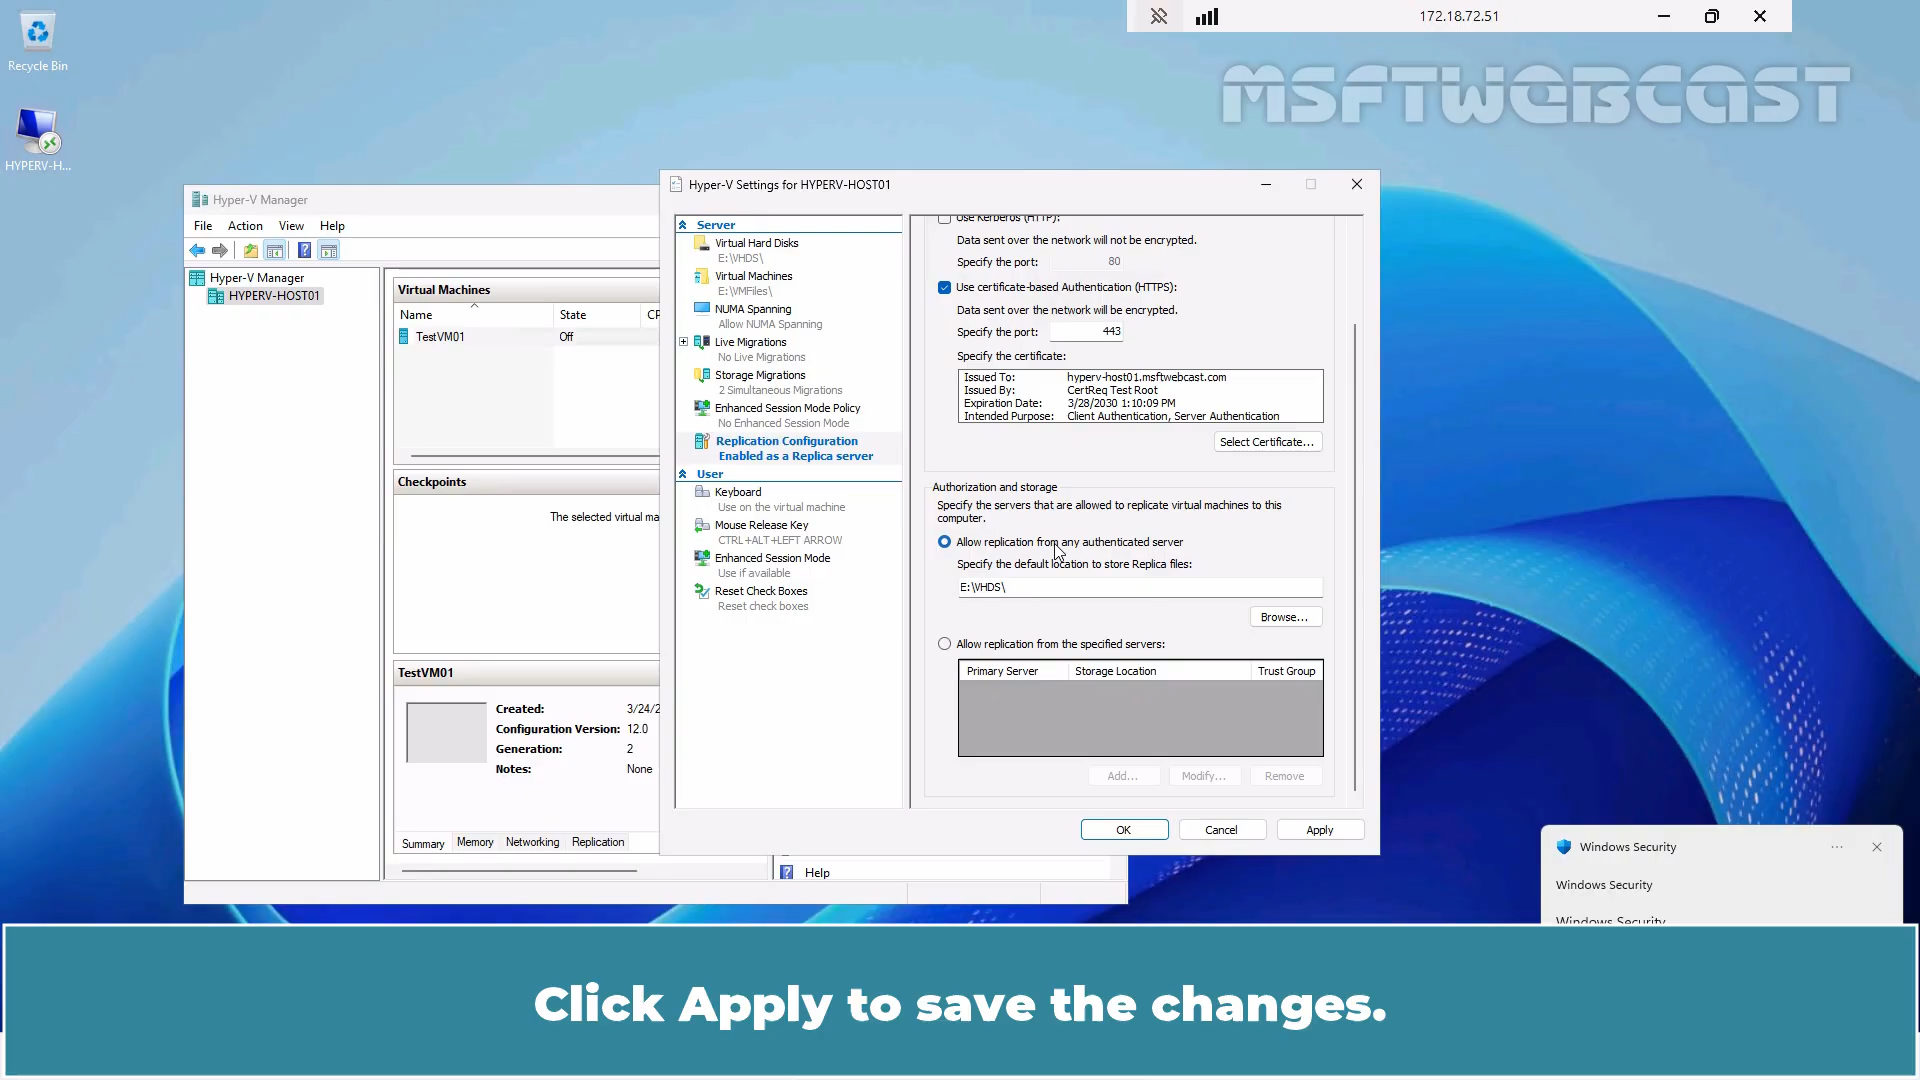 Recycle Bin
HYPERV-H...
172.18.72.51
MSFTWEBCAST
Hyper-V Manager
File Action View Help
Hyper-V Manager
HYPERV-HOST01
Virtual Machines
Name State CP
TestVM01 Off
Checkpoints
The selected virtual ma
TestVM01
Created: 3/24/2
Configuration Version: 12.0
Generation: 2
Notes: None
Summary Memory Networking Replication
Help
Hyper-V Settings for HYPERV-HOST01
Server
Virtual Hard Disks
E:\VHDS\
Virtual Machines
E:\VMFiles\
NUMA Spanning
Allow NUMA Spanning
Live Migrations
No Live Migrations
Storage Migrations
2 Simultaneous Migrations
Enhanced Session Mode Policy
No Enhanced Session Mode
Replication Configuration
Enabled as a Replica server
User
Keyboard
Use on the virtual machine
Mouse Release Key
CTRL+ALT+LEFT ARROW
Enhanced Session Mode
Use if available
Reset Check Boxes
Reset check boxes
Use Kerberos (HTTP):
Data sent over the network will not be encrypted.
Specify the port: 80
Use certificate-based Authentication (HTTPS):
Data sent over the network will be encrypted.
Specify the port: 443
Specify the certificate:
Issued To: hyperv-host01.msftwebcast.com
Issued By: CertReq Test Root
Expiration Date: 3/28/2030 1:10:09 PM
Intended Purpose: Client Authentication, Server Authentication
Select Certificate...
Authorization and storage
Specify the servers that are allowed to replicate virtual machines to this
computer.
Allow replication from any authenticated server
Specify the default location to store Replica files:
E:\VHDS\
Browse...
Allow replication from the specified servers:
Primary Server Storage Location Trust Group
Add... Modify... Remove
OK Cancel Apply
Windows Security
Windows Security
Windows Security
Click Apply to save the changes.